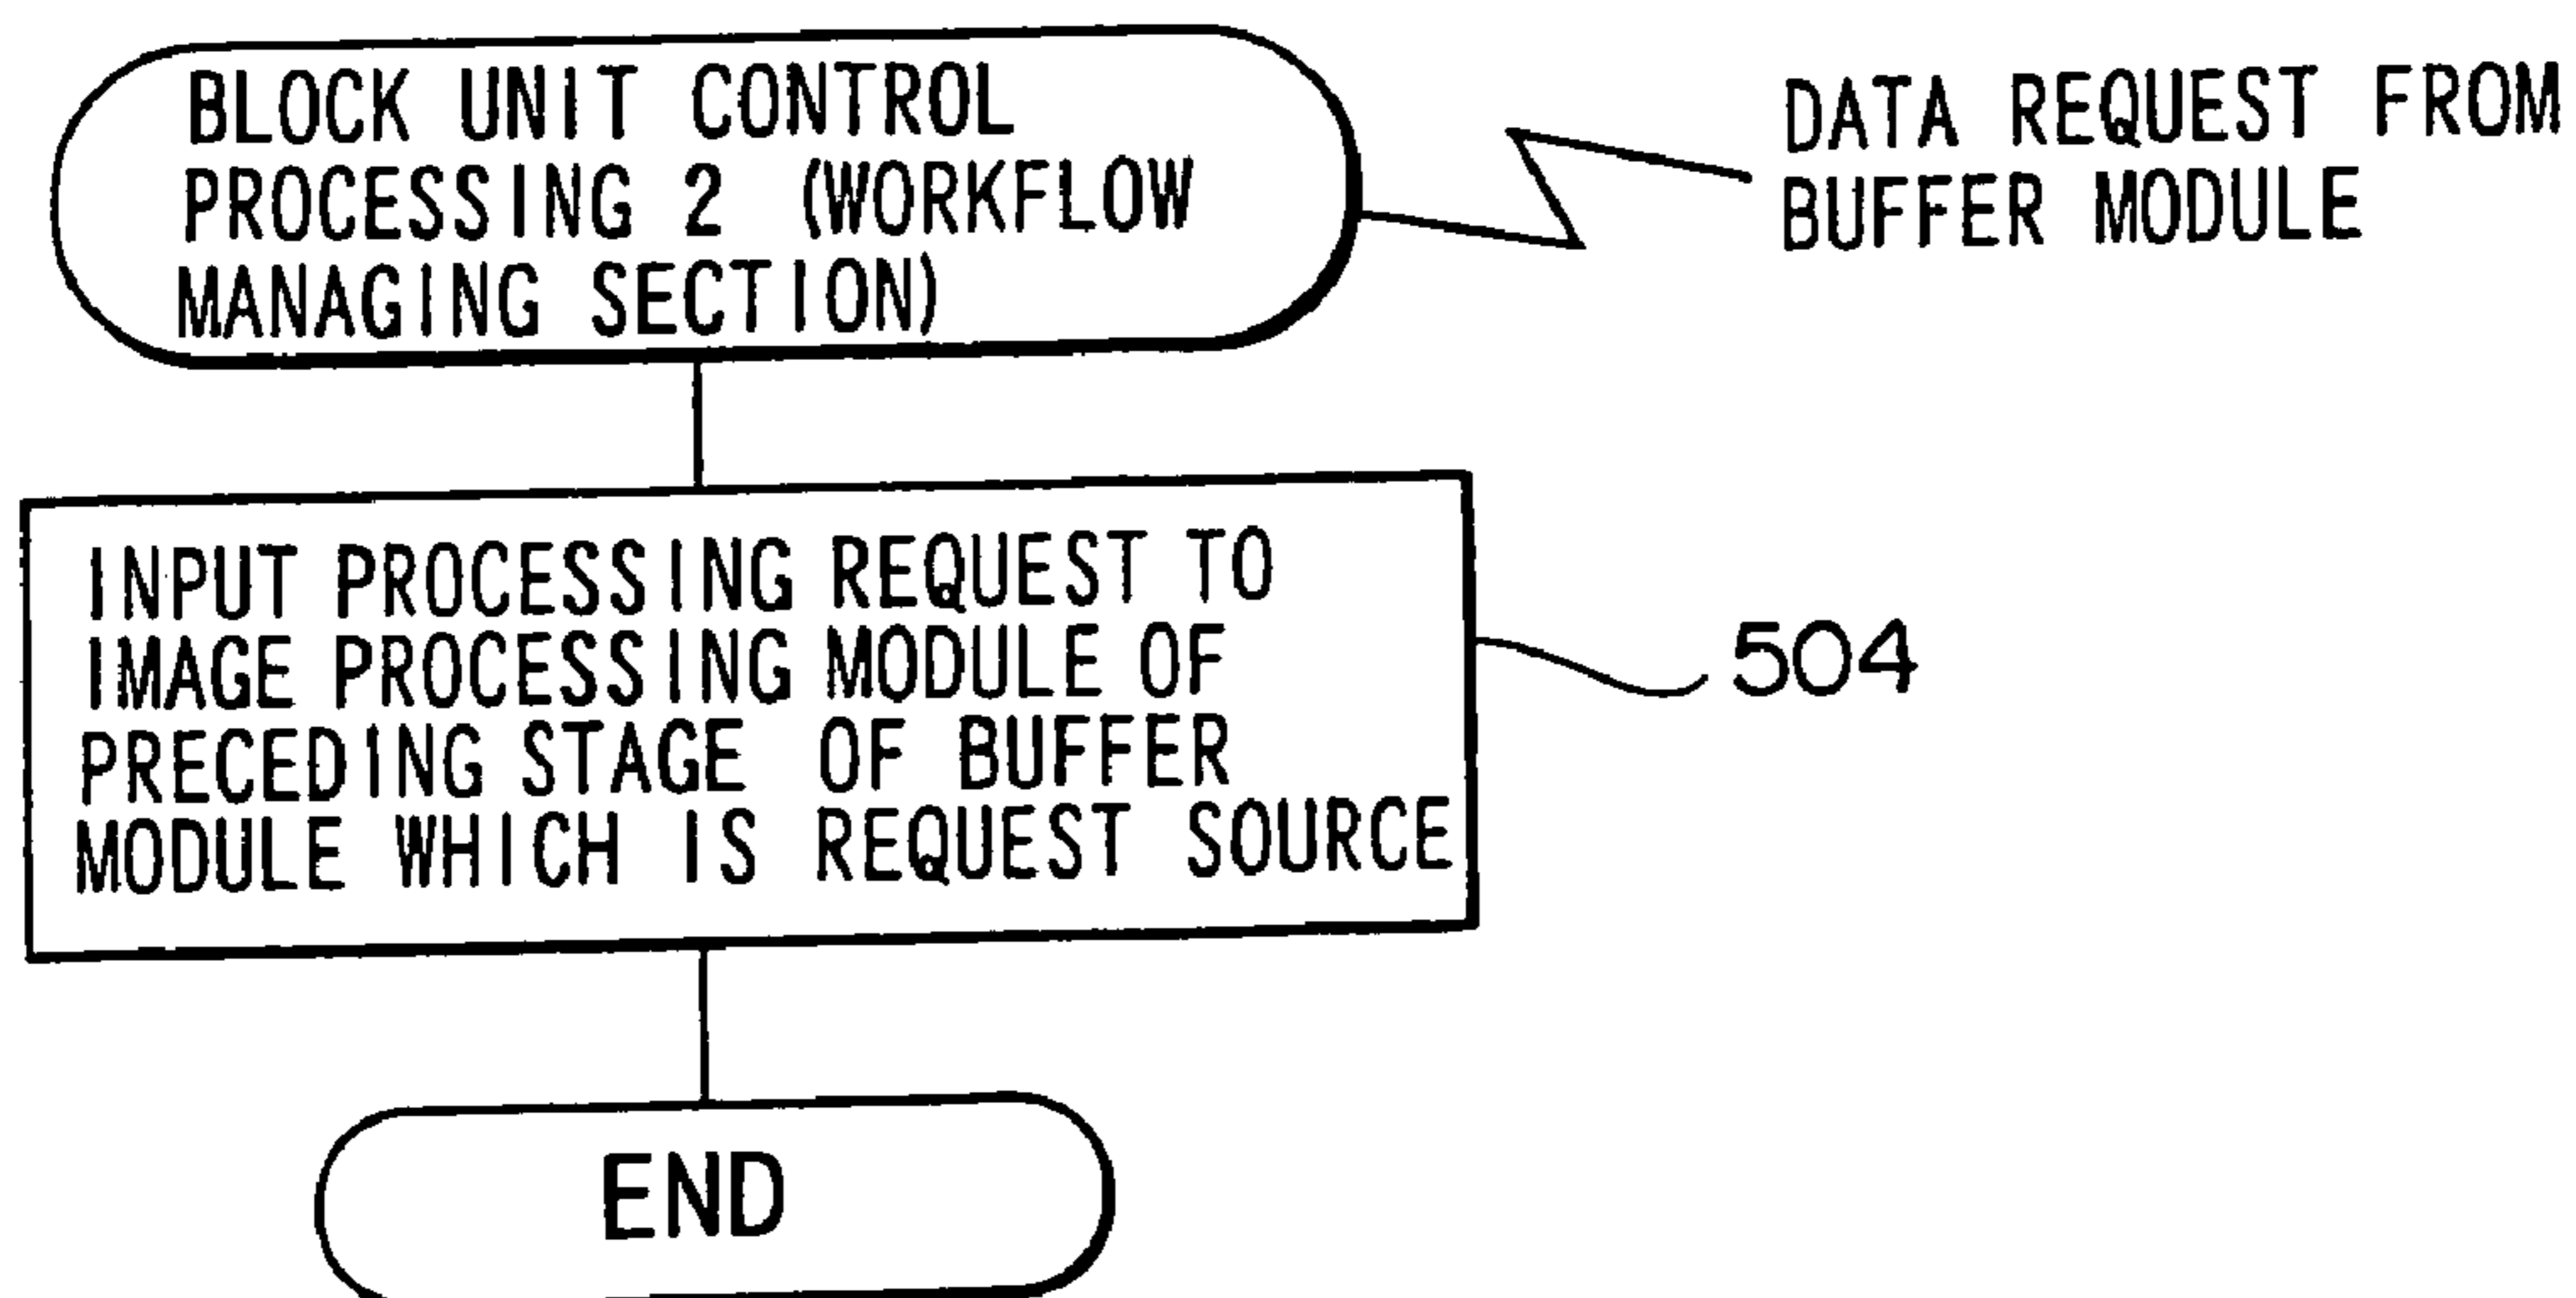 BLOCK UNIT CONTROL
PROCESSING 2 (WORKFLOW
MANAGING SECTION)
DATA REQUEST FROM
BUFFER MODULE
INPUT PROCESSING REQUEST TO
IMAGE PROCESSING MODULE OF
PRECEDING STAGE OF BUFFER
MODULE WHICH IS REQUEST SOURCE
504
END